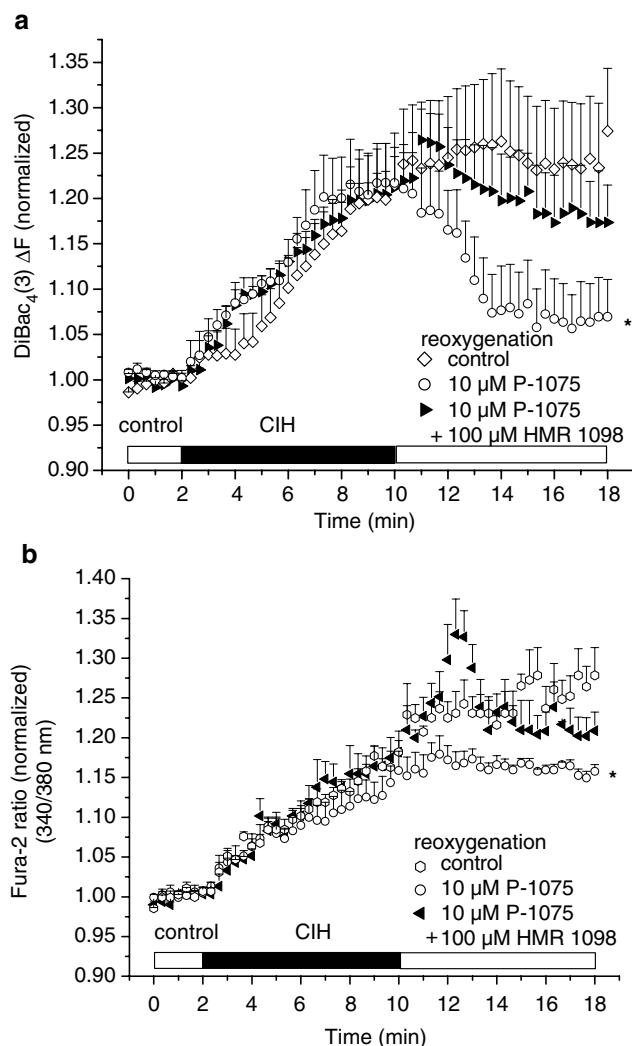 a
DiBac4(3) ΔF (normalized)
1.35
1.30
1.25
1.20
1.15
1.10
1.05
1.00
0.95
0.90
*
reoxygenation
control
10 µM P-1075
10 µM P-1075
+ 100 µM HMR 1098
control
CIH
0 2 4 6 8 10 12 14 16 18
Time (min)
b
Fura-2 ratio (normalized)
(340/380 nm)
1.40
1.35
1.30
1.25
1.20
1.15
1.10
1.05
1.00
0.95
0.90
*
reoxygenation
control
10 µM P-1075
10 µM P-1075
+ 100 µM HMR 1098
control
CIH
0 2 4 6 8 10 12 14 16 18
Time (min)